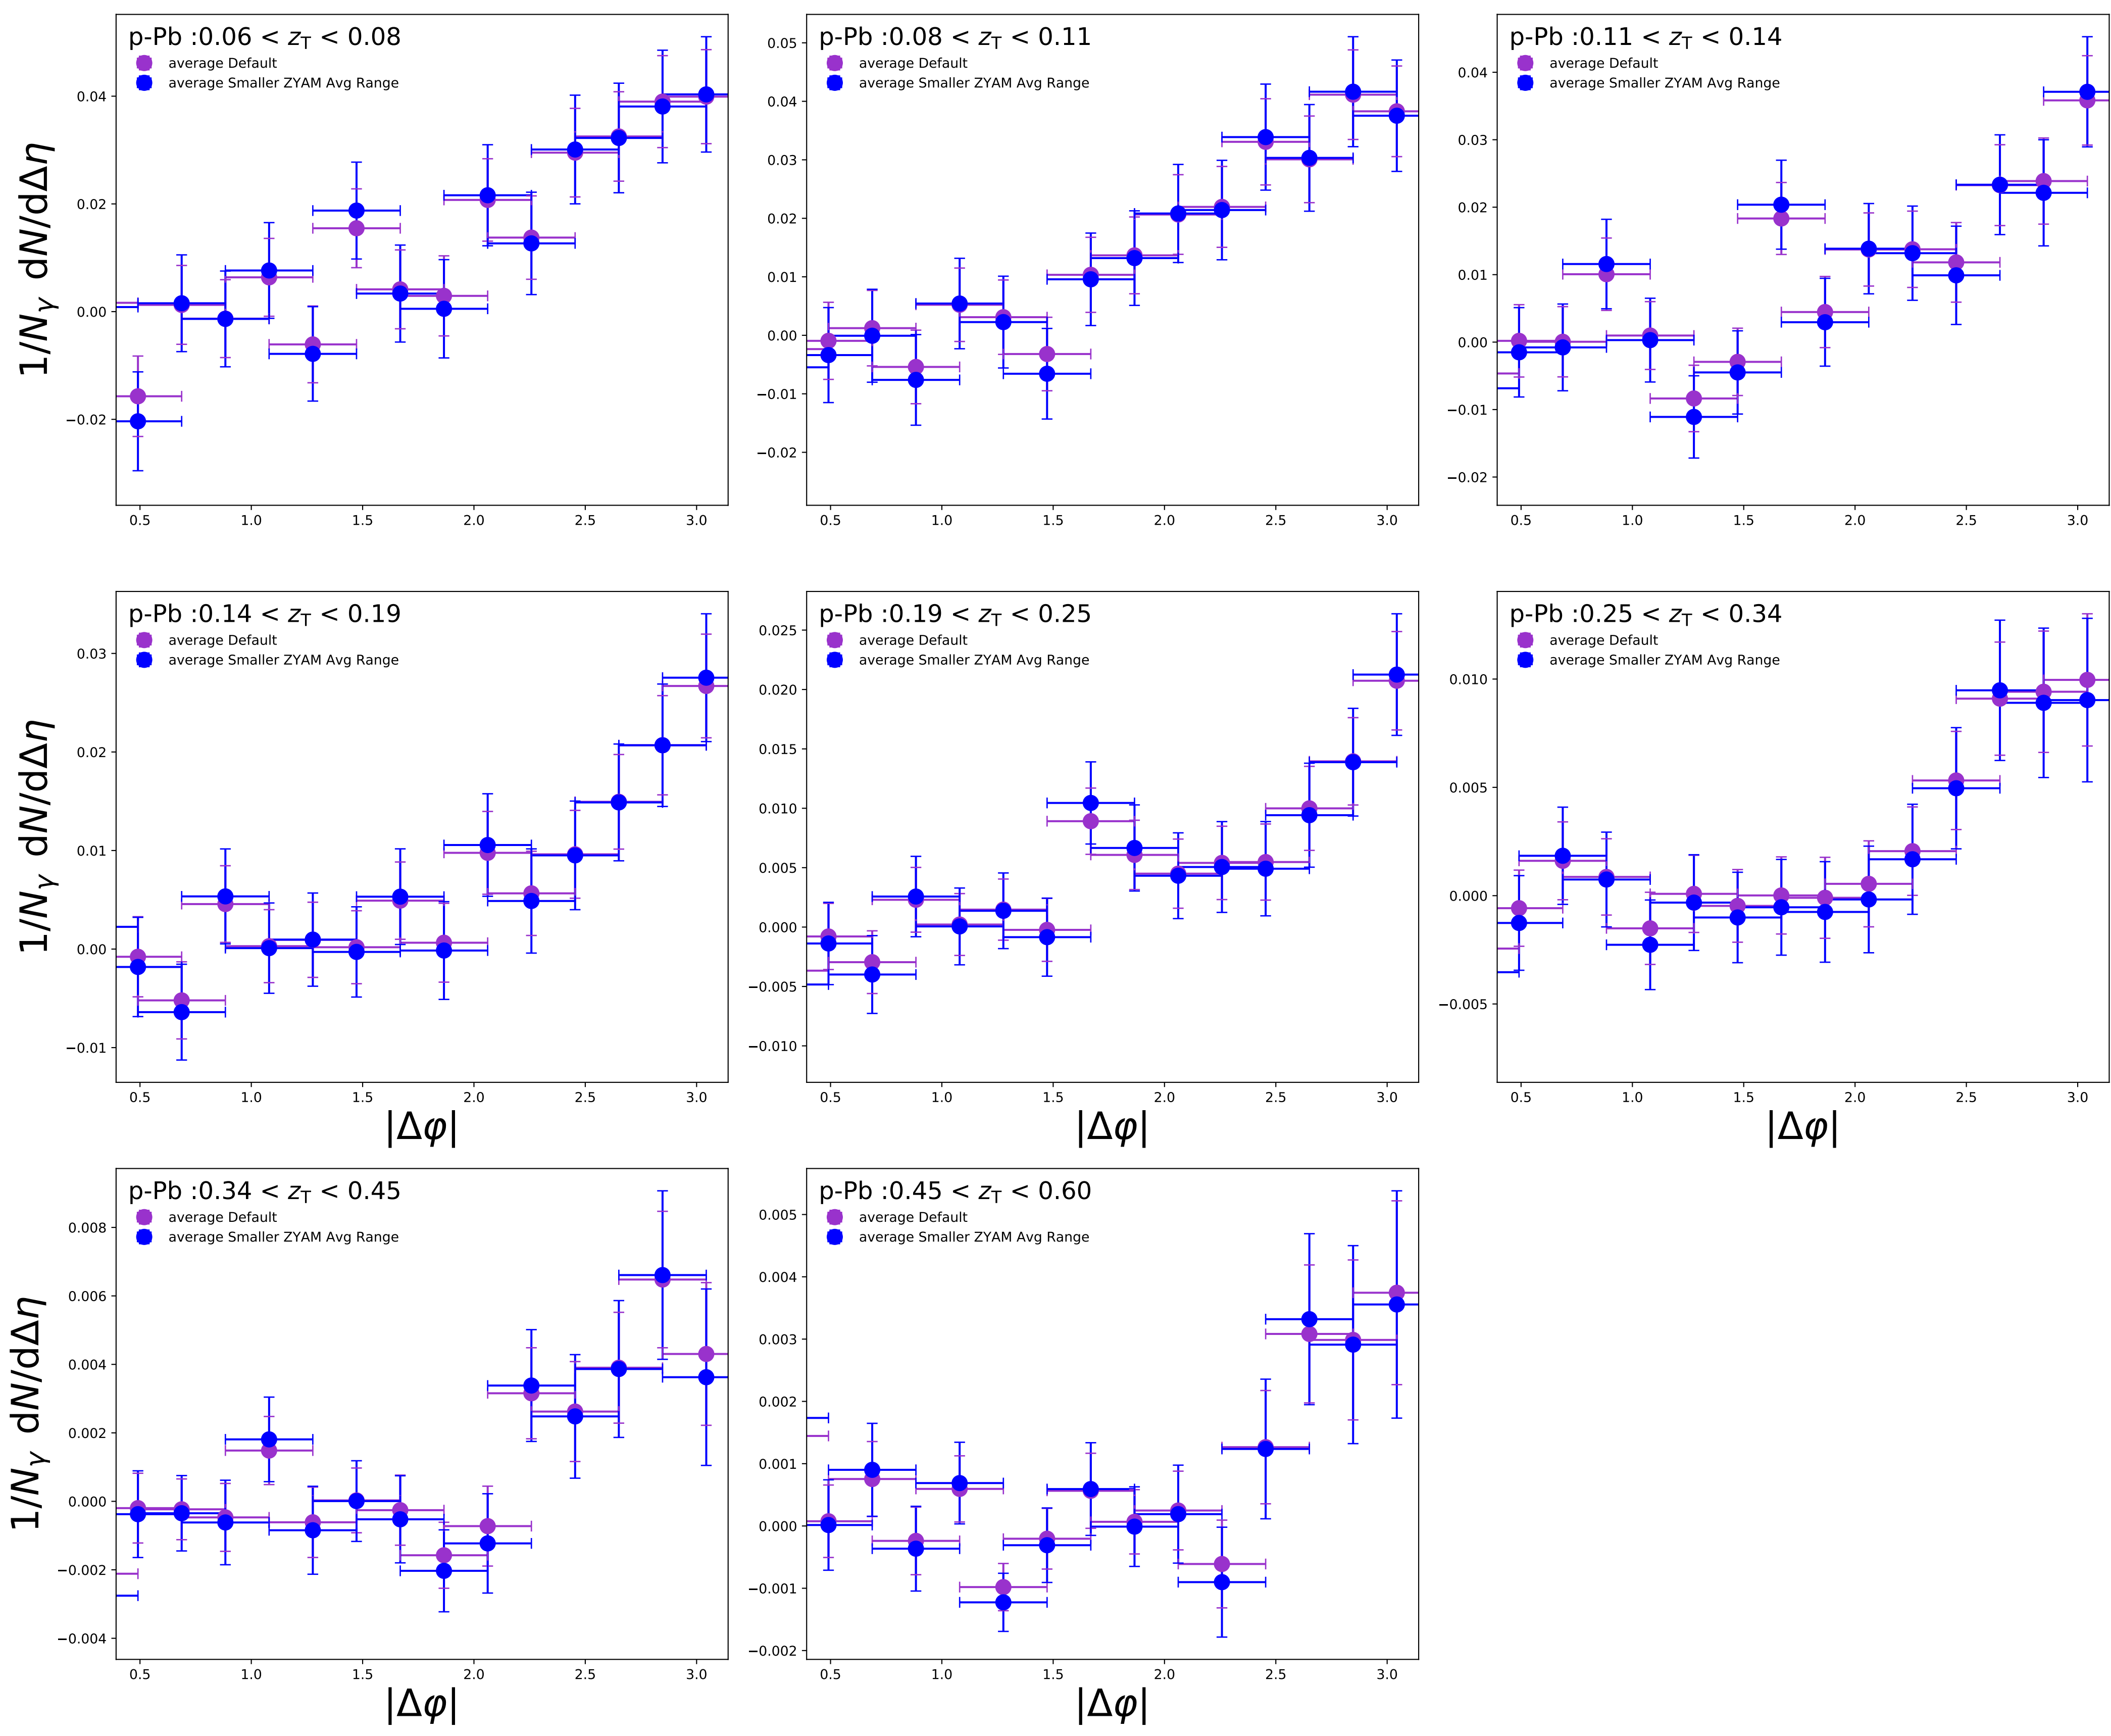 p-Pb :0.06 < zT < 0.08
average Default
average Smaller ZYAM Avg Range
0.04
0.02
0.00
−0.02
0.5 1.0 1.5 2.0 2.5 3.0
1/Nγ dN/dΔη
p-Pb :0.08 < zT < 0.11
average Default
average Smaller ZYAM Avg Range
0.05
0.04
0.03
0.02
0.01
0.00
−0.01
−0.02
0.5 1.0 1.5 2.0 2.5 3.0
p-Pb :0.11 < zT < 0.14
average Default
average Smaller ZYAM Avg Range
0.04
0.03
0.02
0.01
0.00
−0.01
−0.02
0.5 1.0 1.5 2.0 2.5 3.0
p-Pb :0.14 < zT < 0.19
average Default
average Smaller ZYAM Avg Range
0.03
0.02
0.01
0.00
−0.01
0.5 1.0 1.5 2.0 2.5 3.0
1/Nγ dN/dΔη
|Δφ|
p-Pb :0.19 < zT < 0.25
average Default
average Smaller ZYAM Avg Range
0.025
0.020
0.015
0.010
0.005
0.000
−0.005
−0.010
0.5 1.0 1.5 2.0 2.5 3.0
|Δφ|
p-Pb :0.25 < zT < 0.34
average Default
average Smaller ZYAM Avg Range
0.010
0.005
0.000
−0.005
0.5 1.0 1.5 2.0 2.5 3.0
|Δφ|
p-Pb :0.34 < zT < 0.45
average Default
average Smaller ZYAM Avg Range
0.008
0.006
0.004
0.002
0.000
−0.002
−0.004
0.5 1.0 1.5 2.0 2.5 3.0
1/Nγ dN/dΔη
|Δφ|
p-Pb :0.45 < zT < 0.60
average Default
average Smaller ZYAM Avg Range
0.005
0.004
0.003
0.002
0.001
0.000
−0.001
−0.002
0.5 1.0 1.5 2.0 2.5 3.0
|Δφ|